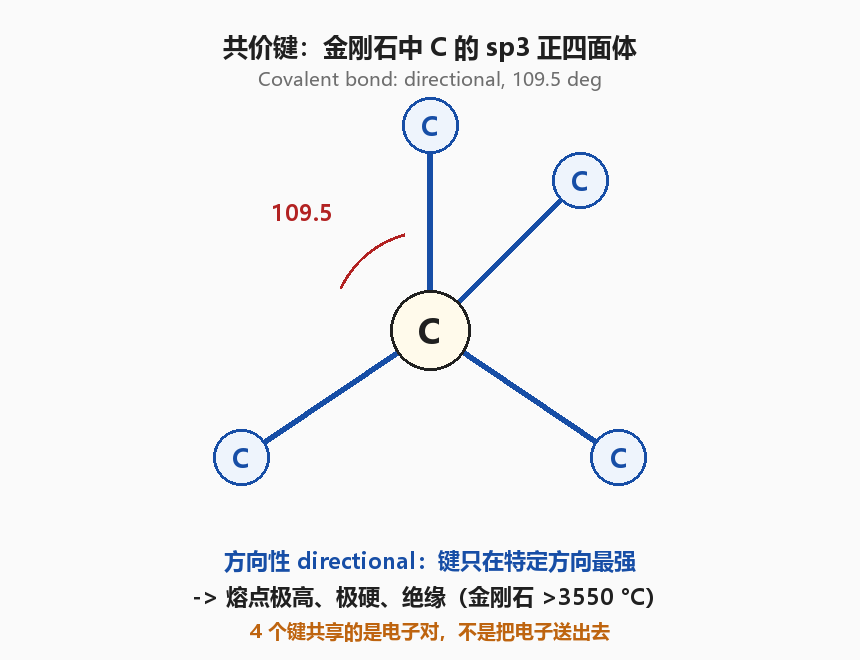 共价键：金刚石中 C 的 sp3 正四面体
Covalent bond: directional, 109.5 deg
C
C
109.5
C
C
C
方向性 directional：键只在特定方向最强
-> 熔点极高、极硬、绝缘（金刚石 >3550 °C）
4 个键共享的是电子对，不是把电子送出去